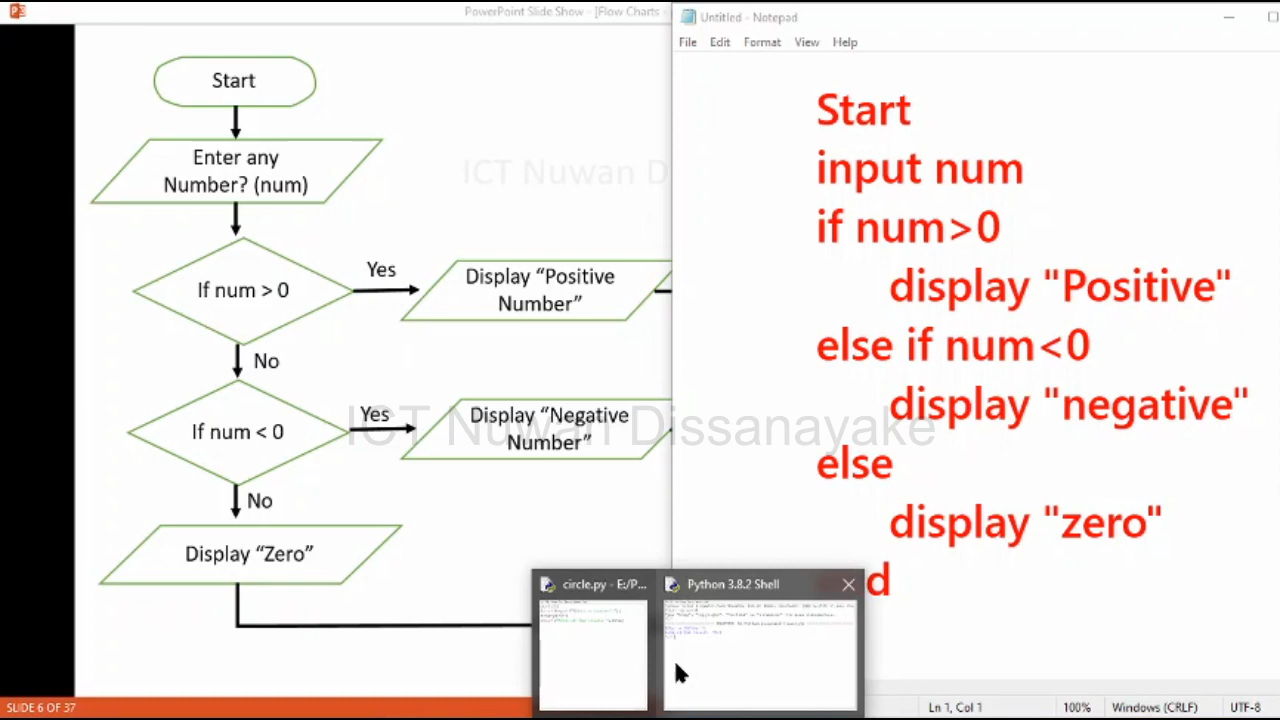 PowerPoint Slide Show - [Flow Charts -
Start
Enter any
Number? (num)
If num > 0
Yes
Display “Positive
Number”
No
If num < 0
Yes
Display “Negative
Number”
No
Display “Zero”
SLIDE 6 OF 37
ICT Nuwan D
ICT Nuwan Dissanayake
Untitled - Notepad
File Edit Format View Help
Start
input num
if num>0
display "Positive"
else if num<0
display "negative"
else
display "zero"
d
circle.py - E:/P...
Python 3.8.2 Shell
Ln 1, Col 1
100%
Windows (CRLF)
UTF-8